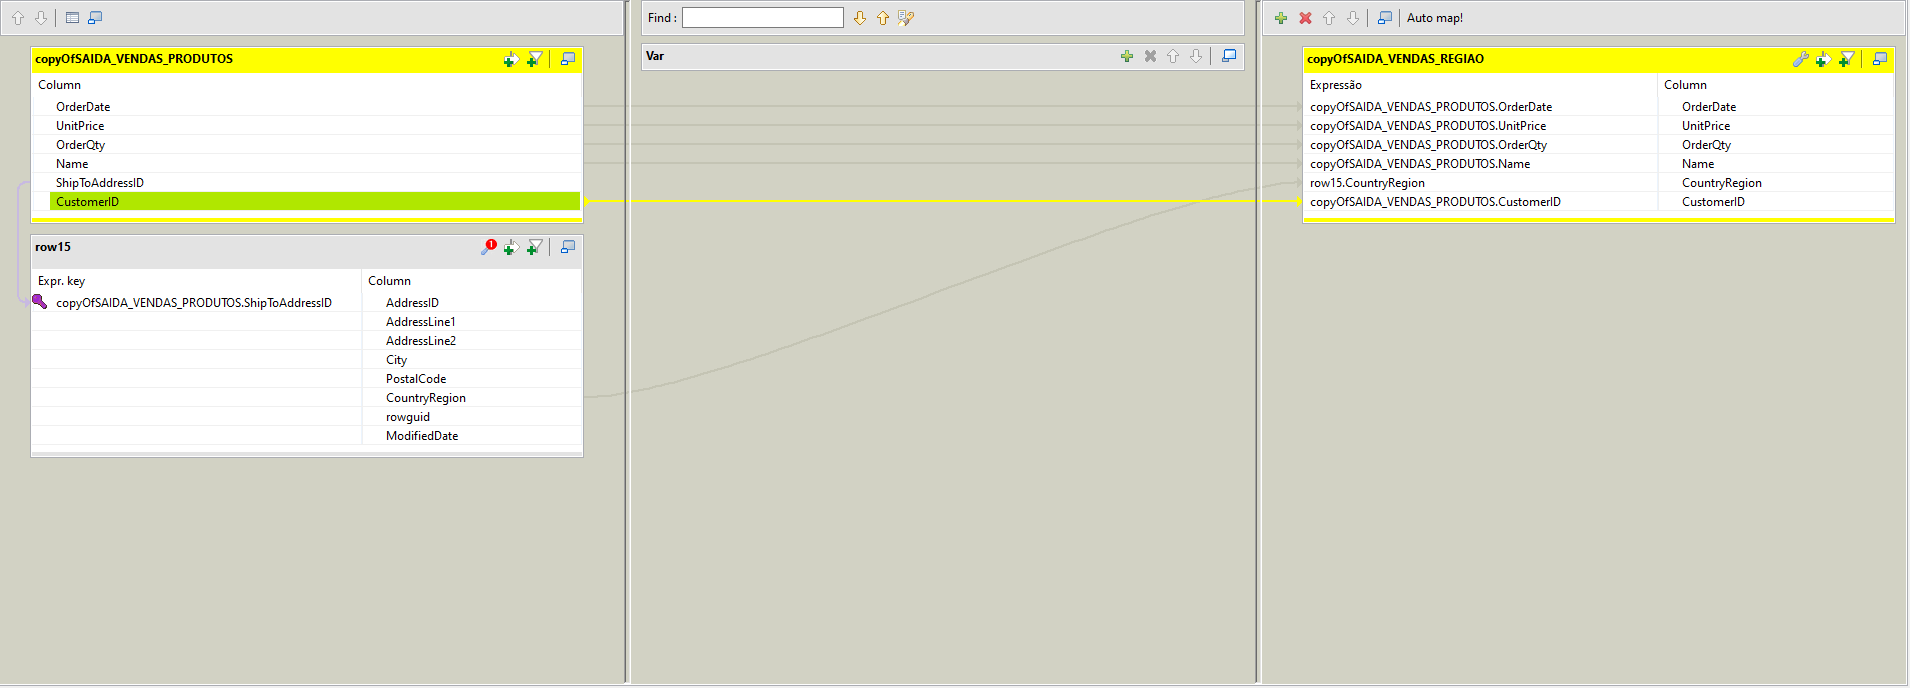 Find :
Auto map!
copyOfSAIDA_VENDAS_PRODUTOS
Column
OrderDate
UnitPrice
OrderQty
Name
ShipToAddressID
CustomerID
row15
1
Expr. key
Column
copyOfSAIDA_VENDAS_PRODUTOS.ShipToAddressID
AddressID
AddressLine1
AddressLine2
City
PostalCode
CountryRegion
rowguid
ModifiedDate
Var
copyOfSAIDA_VENDAS_REGIAO
Expressão
Column
copyOfSAIDA_VENDAS_PRODUTOS.OrderDate
OrderDate
copyOfSAIDA_VENDAS_PRODUTOS.UnitPrice
UnitPrice
copyOfSAIDA_VENDAS_PRODUTOS.OrderQty
OrderQty
copyOfSAIDA_VENDAS_PRODUTOS.Name
Name
row15.CountryRegion
CountryRegion
copyOfSAIDA_VENDAS_PRODUTOS.CustomerID
CustomerID